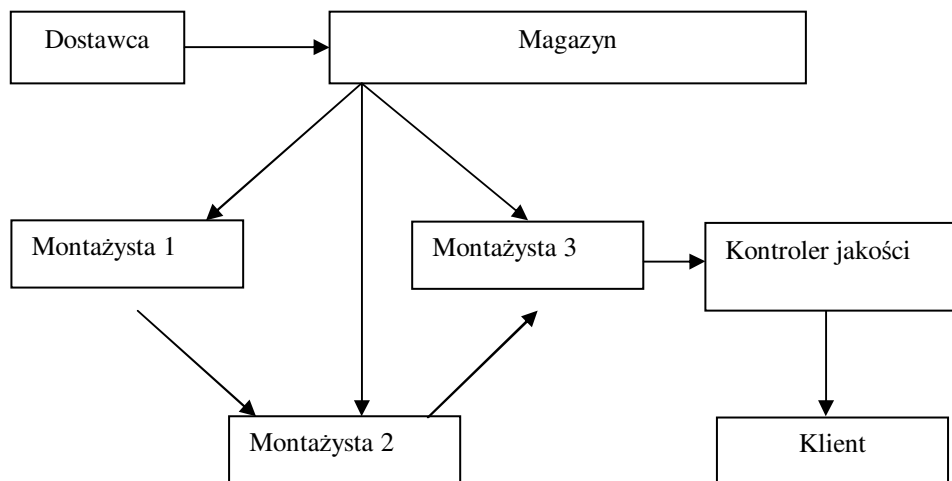 Dostawca
Magazyn
Montażysta 1
Montażysta 3
Kontroler jakości
Montażysta 2
Klient